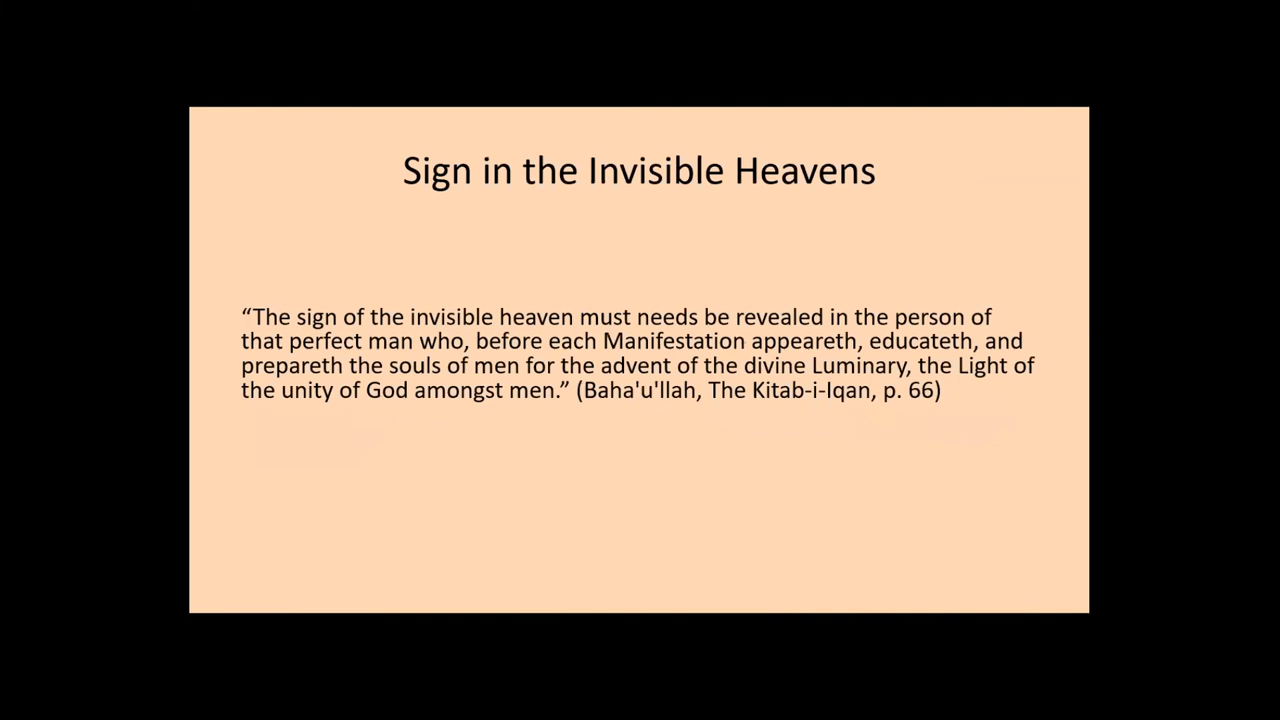 Sign in the Invisible Heavens
“The sign of the invisible heaven must needs be revealed in the person of
that perfect man who, before each Manifestation appeareth, educateth, and
prepareth the souls of men for the advent of the divine Luminary, the Light of
the unity of God amongst men.” (Baha'u'llah, The Kitab-i-Iqan, p. 66)